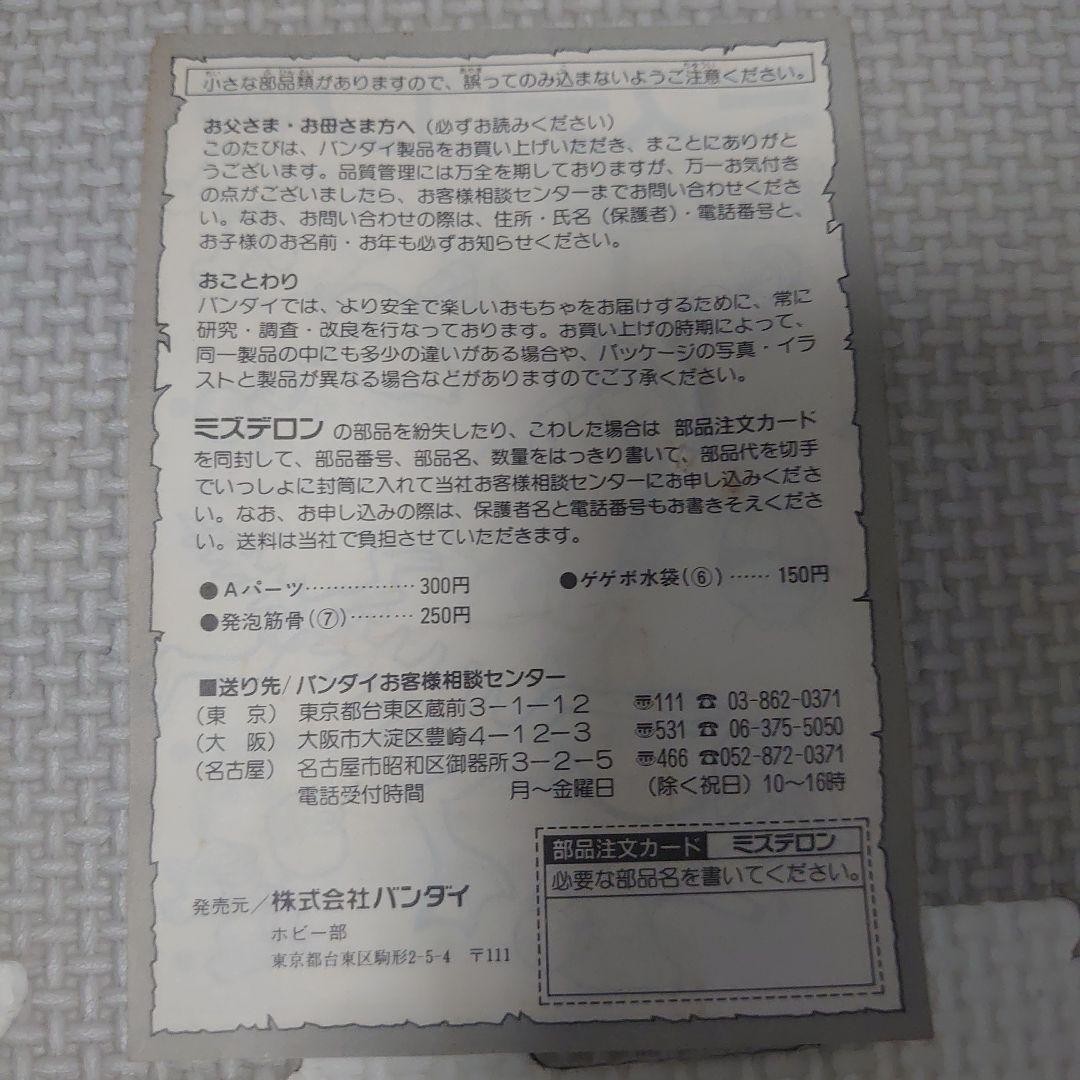 小さな部品類がありますので、誤ってのみ込まないようご注意ください。
お父さま・お母さま方へ（必ずお読みください）
このたびは、バンダイ製品をお買い上げいただき、まことにありがと
うございます。品質管理には万全を期しておりますが、万一お気付き
の点がございましたら、お客様相談センターまでお問い合わせくださ
い。なお、お問い合わせの際は、住所・氏名（保護者）・電話番号と、
お子様のお名前・お年も必ずお知らせください。
おことわり
バンダイでは、より安全で楽しいおもちゃをお届けするために、常に
研究・調査・改良を行なっております。お買い上げの時期によって、
同一製品の中にも多少の違いがある場合や、パッケージの写真・イラ
ストと製品が異なる場合などがありますのでご了承ください。
ミズデロン の部品を紛失したり、こわした場合は 部品注文カード
を同封して、部品番号、部品名、数量をはっきり書いて、部品代を切手
でいっしょに封筒に入れて当社お客様相談センターにお申し込みくださ
い。なお、お申し込みの際は、保護者名と電話番号もお書きそえくださ
い。送料は当社で負担させていただきます。
●Aパーツ……………300円 ●ゲゲボ水袋(⑥)……150円
●発泡筋骨(⑦)………250円
■送り先/バンダイお客様相談センター
（東　京） 東京都台東区蔵前3－1－12 〠111 ☎ 03-862-0371
（大　阪） 大阪市大淀区豊崎4－12－3 〠531 ☎ 06-375-5050
（名古屋） 名古屋市昭和区御器所3－2－5 〠466 ☎052-872-0371
電話受付時間 月～金曜日 （除く祝日）10～16時
部品注文カード ミズデロン
必要な部品名を書いてください。
発売元／株式会社バンダイ
ホビー部
東京都台東区駒形2-5-4 〒111